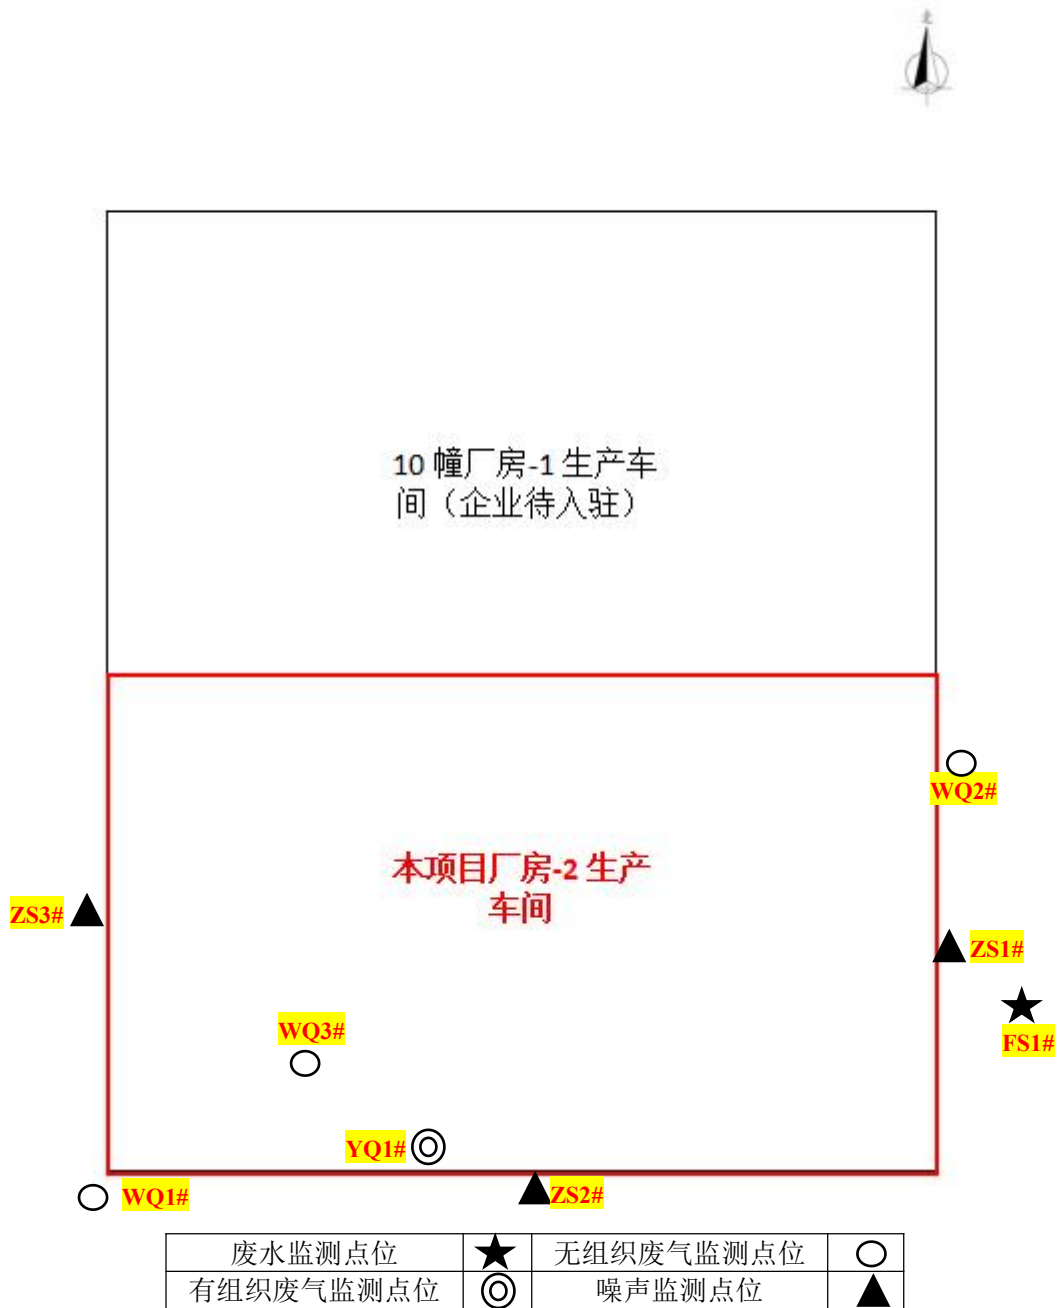 北
10 幢厂房-1 生产车
间（企业待入驻）
WQ2#
本项目厂房-2 生产
车间
ZS3#
ZS1#
WQ3#
FS1#
YQ1#
WQ1#
ZS2#
废水监测点位 ★ 无组织废气监测点位 ○
有组织废气监测点位 ◎ 噪声监测点位 ▲